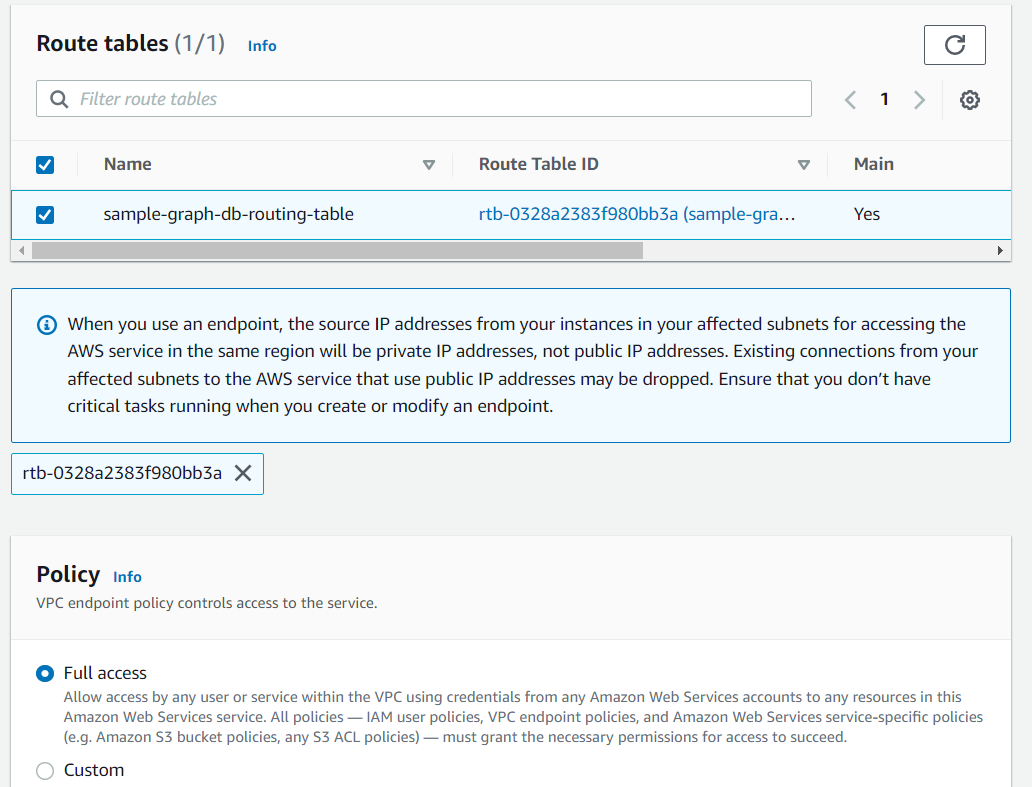 Route tables (1/1) Info
Filter route tables
1
Name Route Table ID Main
sample-graph-db-routing-table rtb-0328a2383f980bb3a (sample-gra... Yes
When you use an endpoint, the source IP addresses from your instances in your affected subnets for accessing the
AWS service in the same region will be private IP addresses, not public IP addresses. Existing connections from your
affected subnets to the AWS service that use public IP addresses may be dropped. Ensure that you don’t have
critical tasks running when you create or modify an endpoint.
rtb-0328a2383f980bb3a
Policy Info
VPC endpoint policy controls access to the service.
Full access
Allow access by any user or service within the VPC using credentials from any Amazon Web Services accounts to any resources in this
Amazon Web Services service. All policies — IAM user policies, VPC endpoint policies, and Amazon Web Services service-specific policies
(e.g. Amazon S3 bucket policies, any S3 ACL policies) — must grant the necessary permissions for access to succeed.
Custom